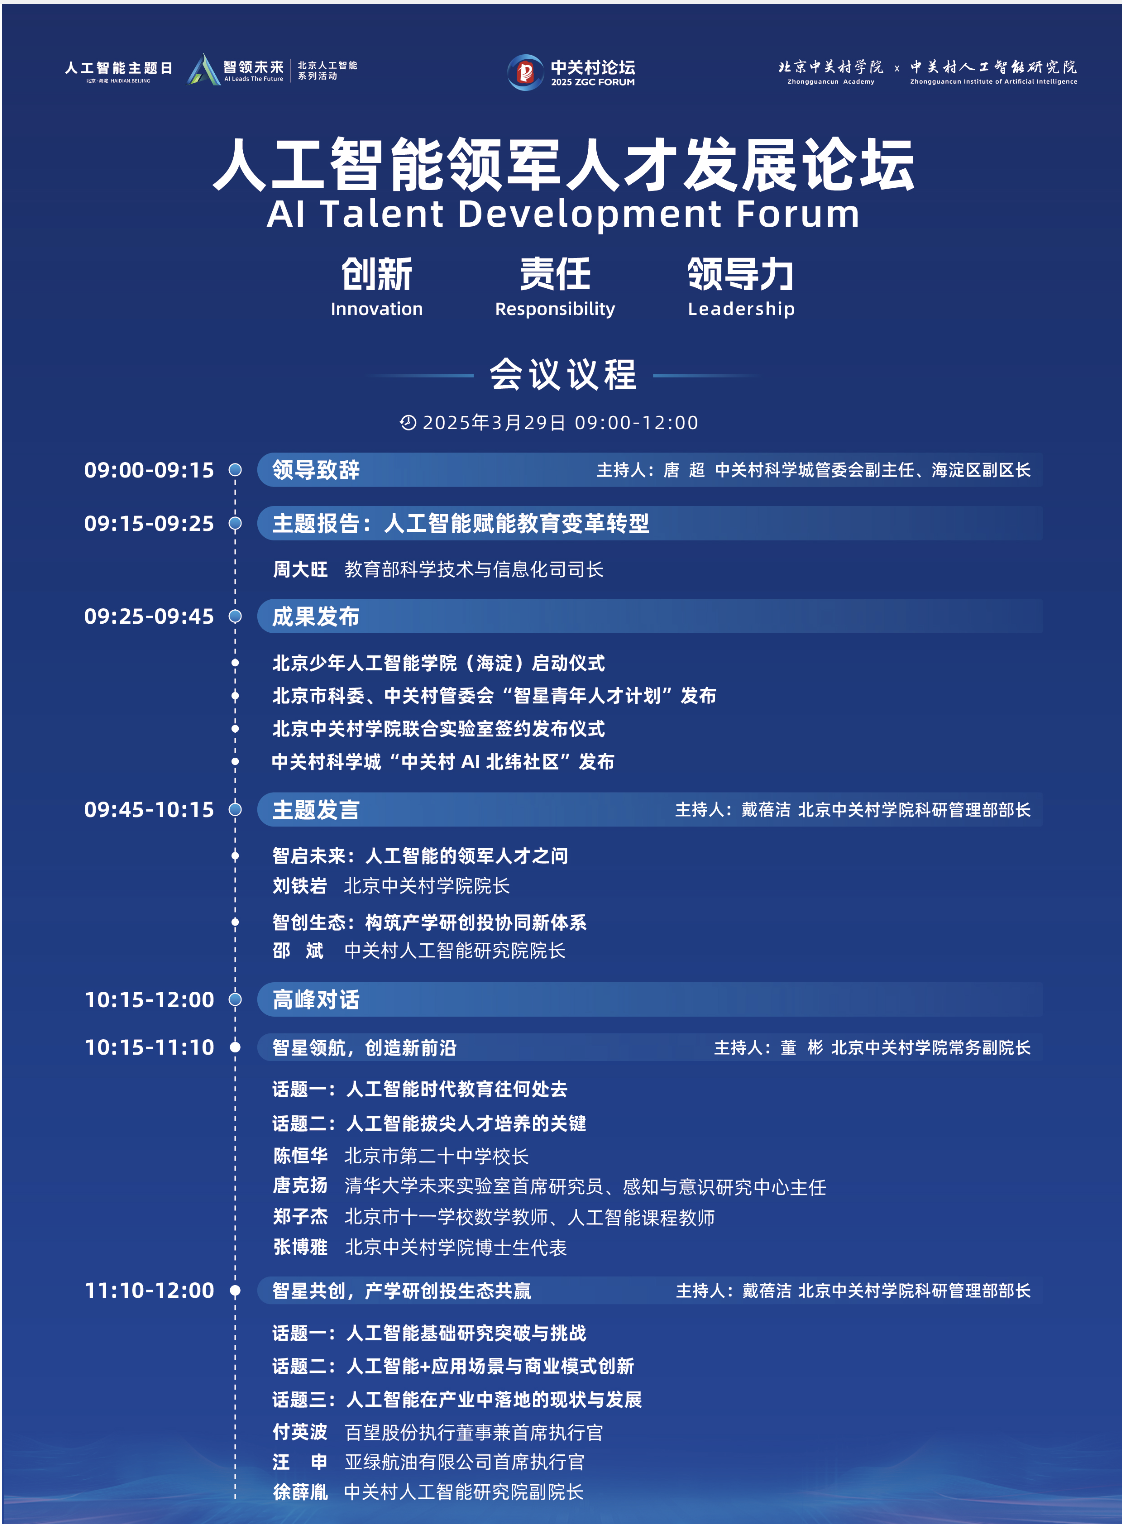 人工智能主题日
北京·海淀 HAIDIAN.BEIJING
智领未来
AI Leads The Future
北京人工智能
系列活动
中关村论坛
2025 ZGC FORUM
北京中关村学院 x 中关村人工智能研究院
Zhongguancun Academy Zhongguancun Institute of Artificial Intelligence
人工智能领军人才发展论坛
AI Talent Development Forum
创新 责任 领导力
Innovation Responsibility Leadership
会议议程
2025年3月29日 09:00-12:00
09:00-09:15 领导致辞 主持人：唐 超 中关村科学城管委会副主任、海淀区副区长
09:15-09:25 主题报告：人工智能赋能教育变革转型
周大旺 教育部科学技术与信息化司司长
09:25-09:45 成果发布
北京少年人工智能学院（海淀）启动仪式
北京市科委、中关村管委会“智星青年人才计划”发布
北京中关村学院联合实验室签约发布仪式
中关村科学城“中关村 AI 北纬社区”发布
09:45-10:15 主题发言 主持人：戴蓓洁 北京中关村学院科研管理部部长
智启未来：人工智能的领军人才之问
刘铁岩 北京中关村学院院长
智创生态：构筑产学研创投协同新体系
邵 斌 中关村人工智能研究院院长
10:15-12:00 高峰对话
10:15-11:10 智星领航，创造新前沿 主持人：董 彬 北京中关村学院常务副院长
话题一：人工智能时代教育往何处去
话题二：人工智能拔尖人才培养的关键
陈恒华 北京市第二十中学校长
唐克扬 清华大学未来实验室首席研究员、感知与意识研究中心主任
郑子杰 北京市十一学校数学教师、人工智能课程教师
张博雅 北京中关村学院博士生代表
11:10-12:00 智星共创，产学研创投生态共赢 主持人：戴蓓洁 北京中关村学院科研管理部部长
话题一：人工智能基础研究突破与挑战
话题二：人工智能+应用场景与商业模式创新
话题三：人工智能在产业中落地的现状与发展
付英波 百望股份执行董事兼首席执行官
汪 申 亚绿航油有限公司首席执行官
徐薛胤 中关村人工智能研究院副院长